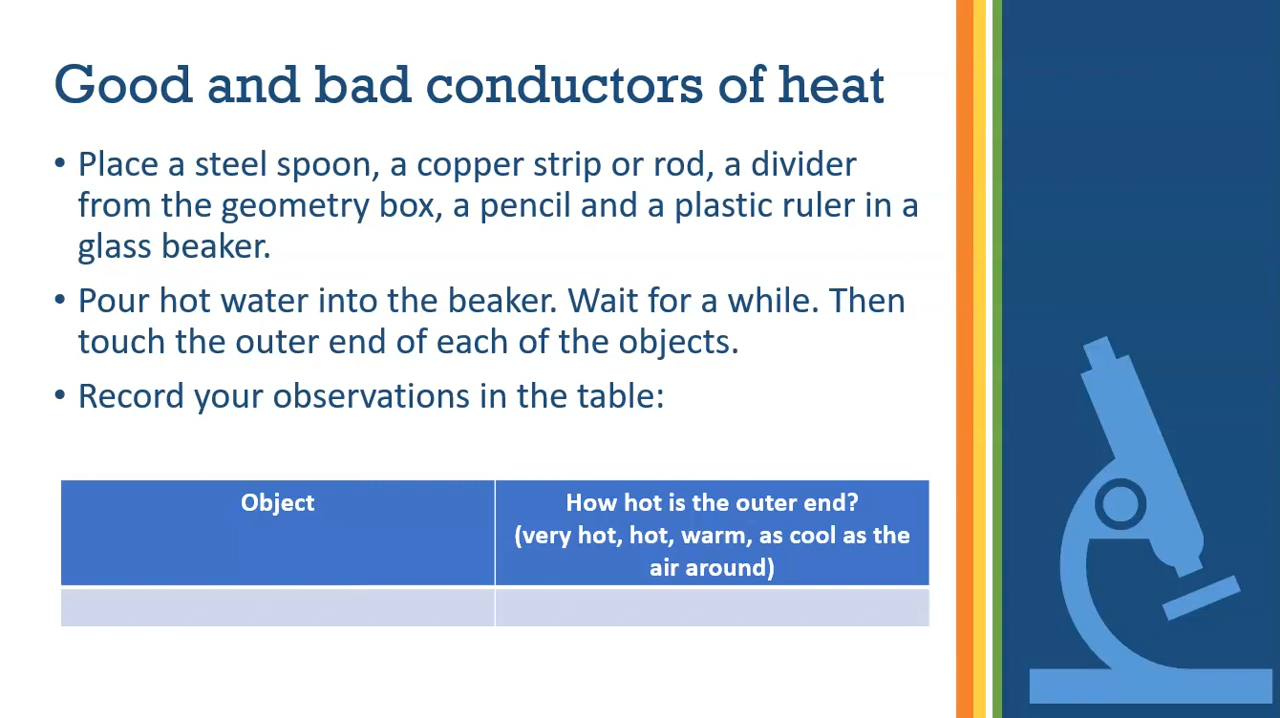 Good and bad conductors of heat
• Place a steel spoon, a copper strip or rod, a divider
from the geometry box, a pencil and a plastic ruler in a
glass beaker.
• Pour hot water into the beaker. Wait for a while. Then
touch the outer end of each of the objects.
• Record your observations in the table:
Object
How hot is the outer end?
(very hot, hot, warm, as cool as the
air around)